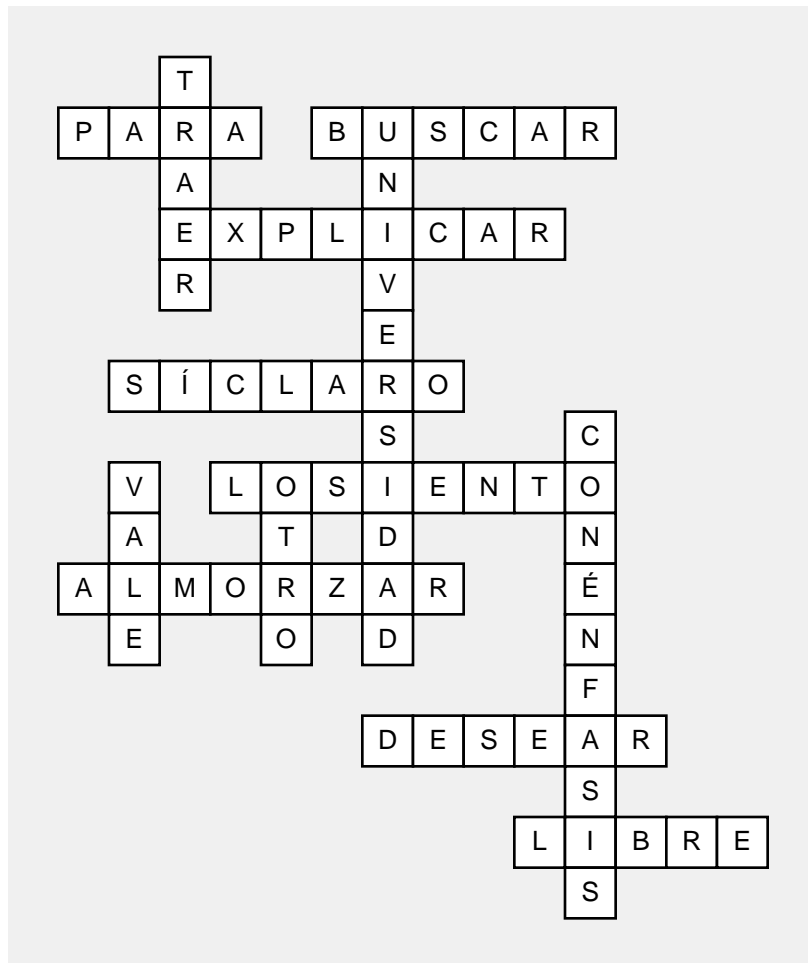 T
PARA BUSCAR
A N
EXPLICAR
R V
E
SÍCLARO
S C
V LOSIENTO
A T D N
ALMORZAR É
E O D N
F
DESEAR
S
LIBRE
S